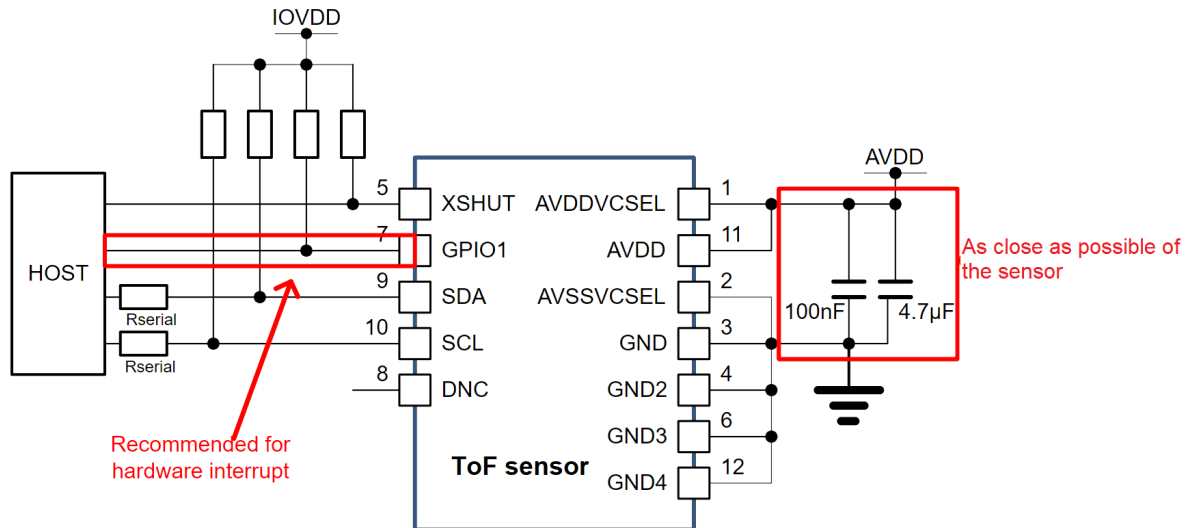 IOVDD
HOST
Rserial
Rserial
5
7
9
10
8
XSHUT
GPIO1
SDA
SCL
DNC
Recommended for
hardware interrupt
ToF sensor
AVDDVCSEL
AVDD
AVSSVCSEL
GND
GND2
GND3
GND4
1
11
2
3
4
6
12
AVDD
100nF
4.7µF
As close as possible of
the sensor